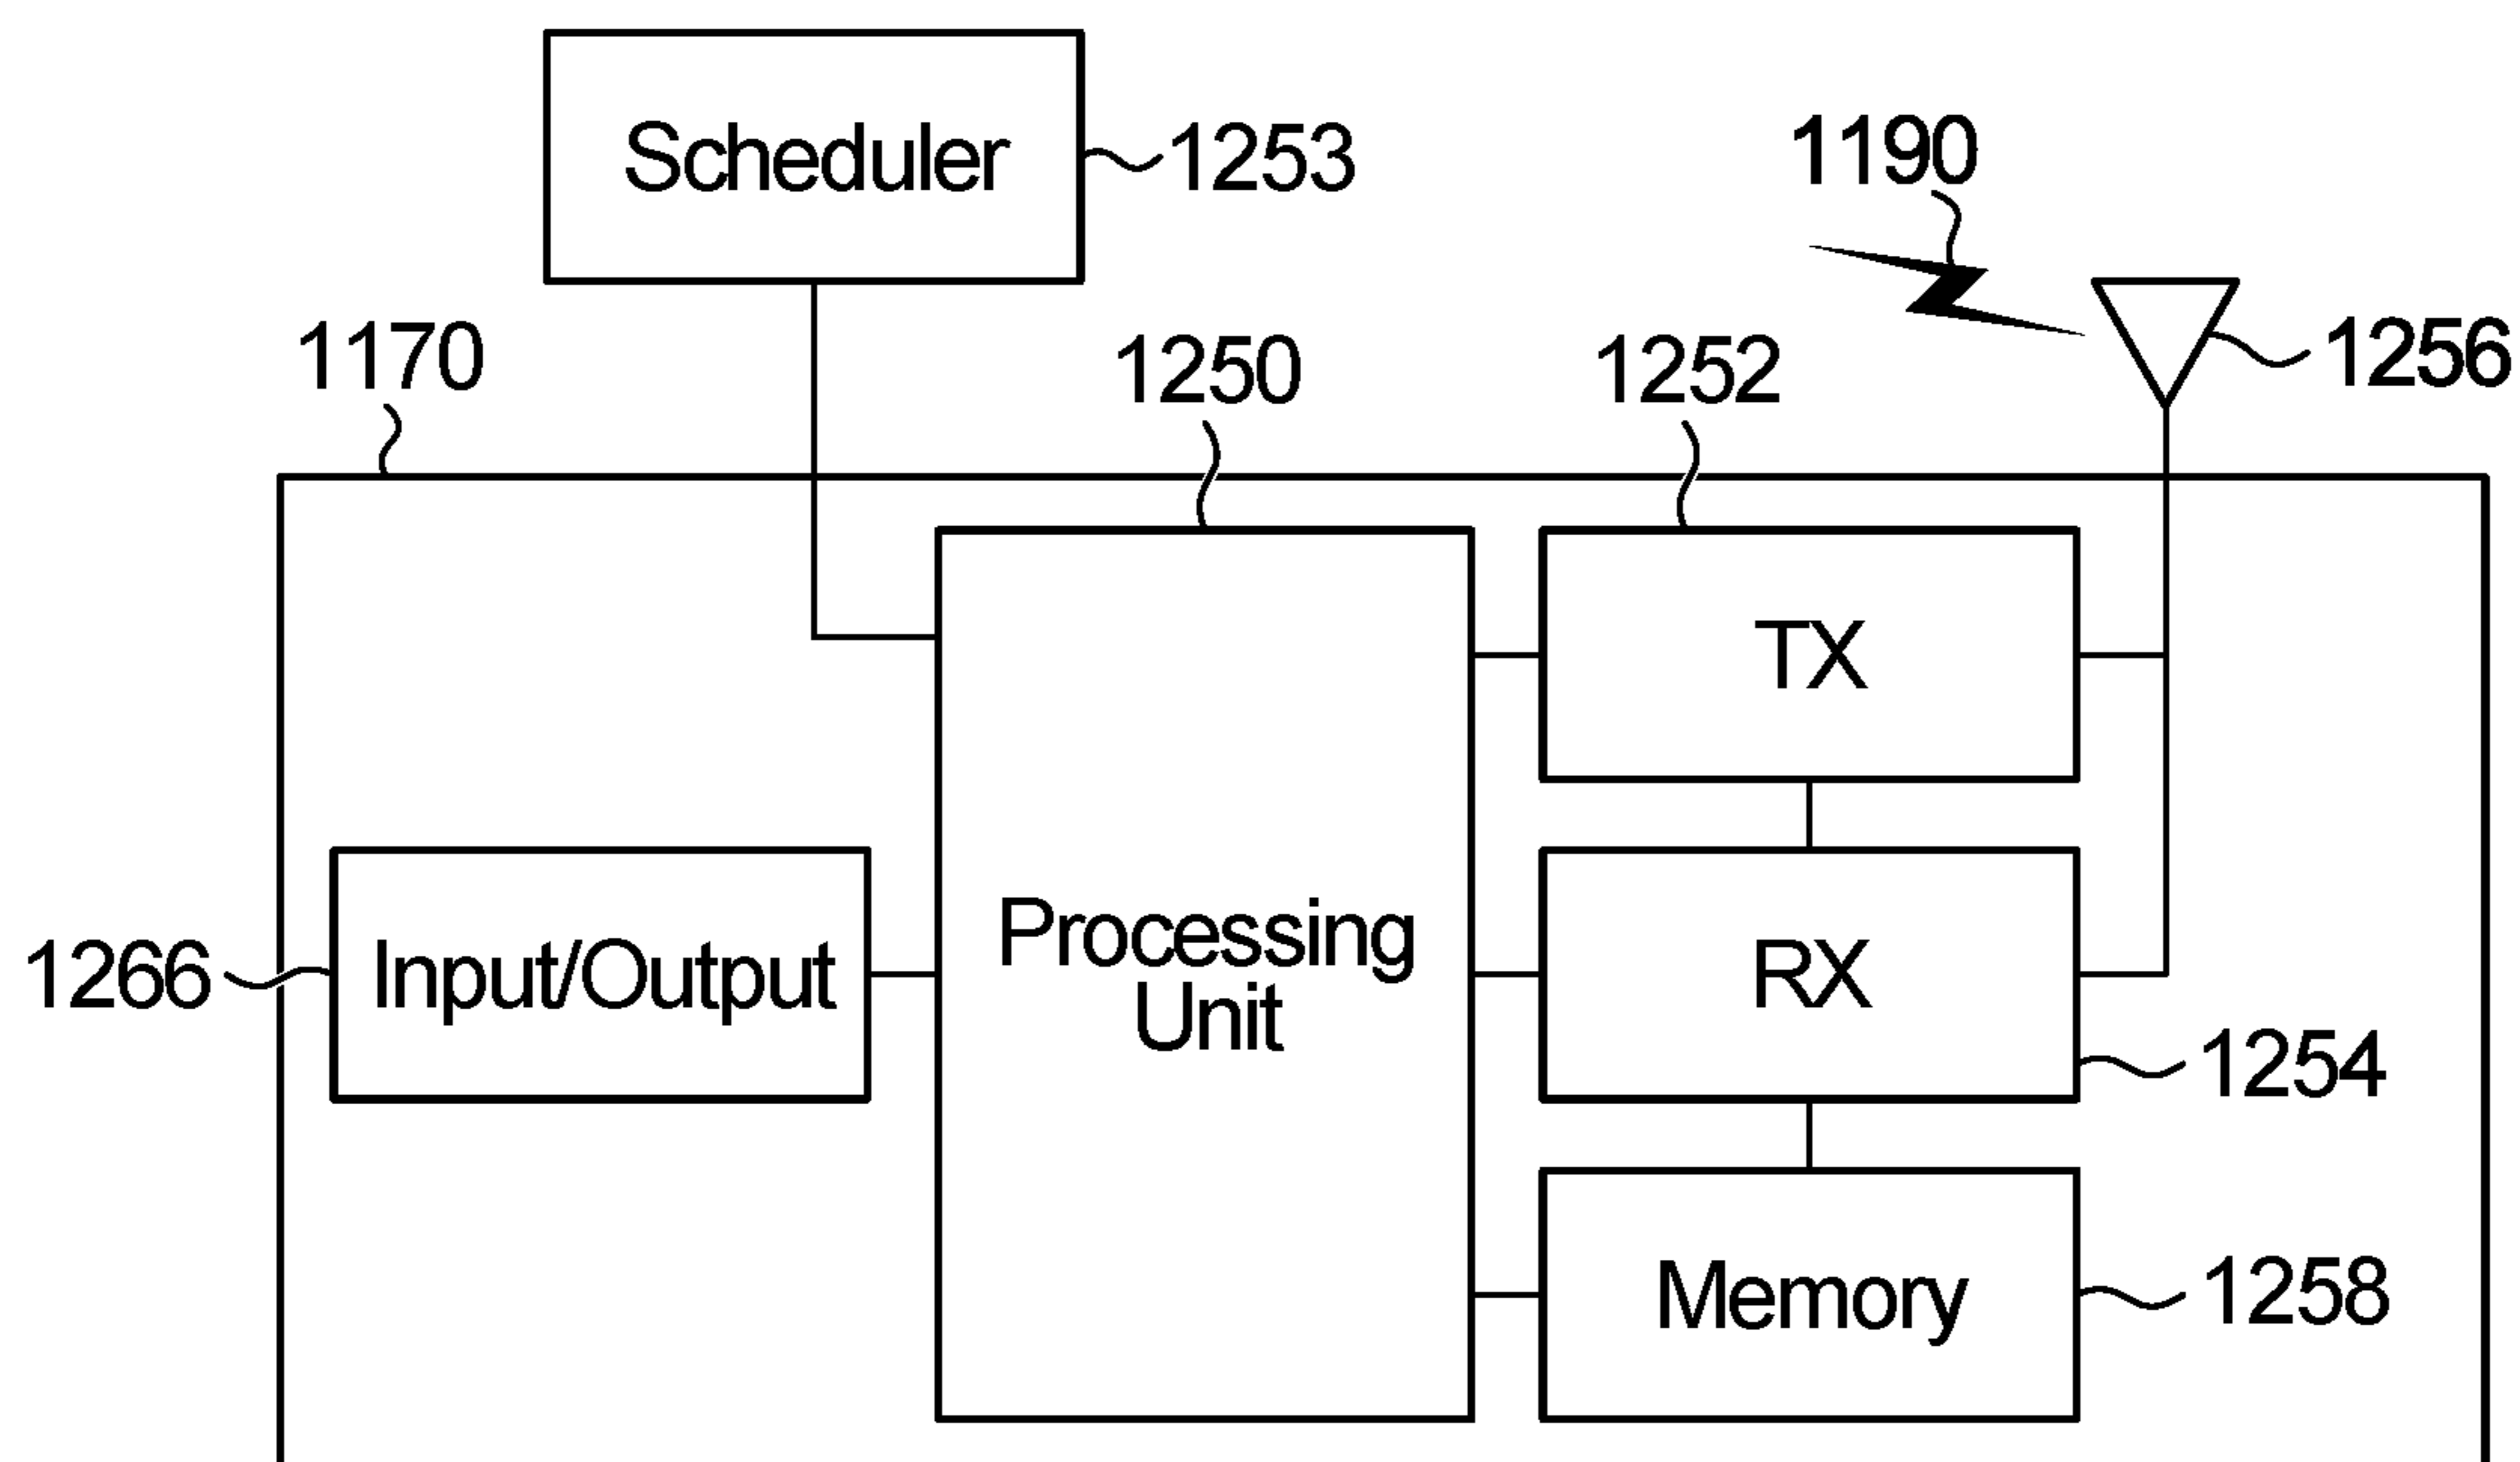 Scheduler
1253
1190
1170
1250
1252
1256
TX
Input/Output
1266
Processing
Unit
RX
1254
Memory
1258